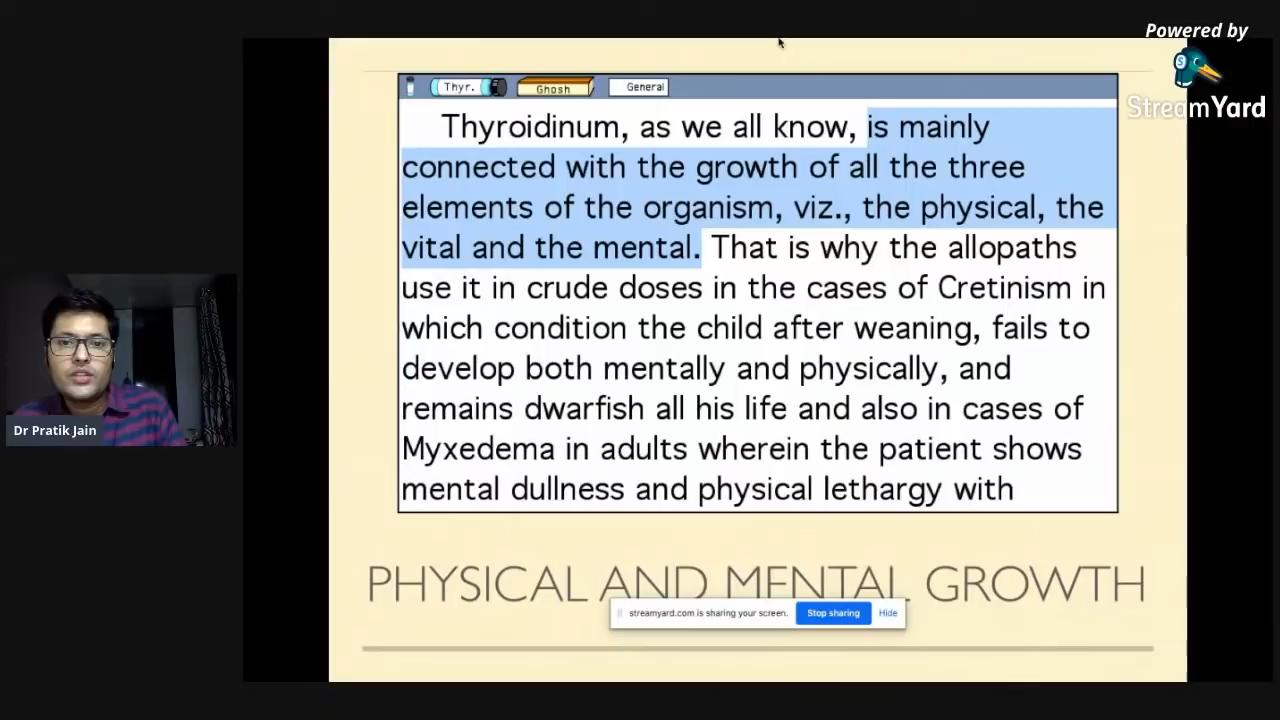 Powered by
StreamYard
Thyr.
Ghosh
General
Thyroidinum, as we all know, is mainly
connected with the growth of all the three
elements of the organism, viz., the physical, the
vital and the mental. That is why the allopaths
use it in crude doses in the cases of Cretinism in
which condition the child after weaning, fails to
develop both mentally and physically, and
remains dwarfish all his life and also in cases of
Myxedema in adults wherein the patient shows
mental dullness and physical lethargy with
Dr Pratik Jain
PHYSICAL AND MENTAL GROWTH
streamyard.com is sharing your screen.
Stop sharing
Hide